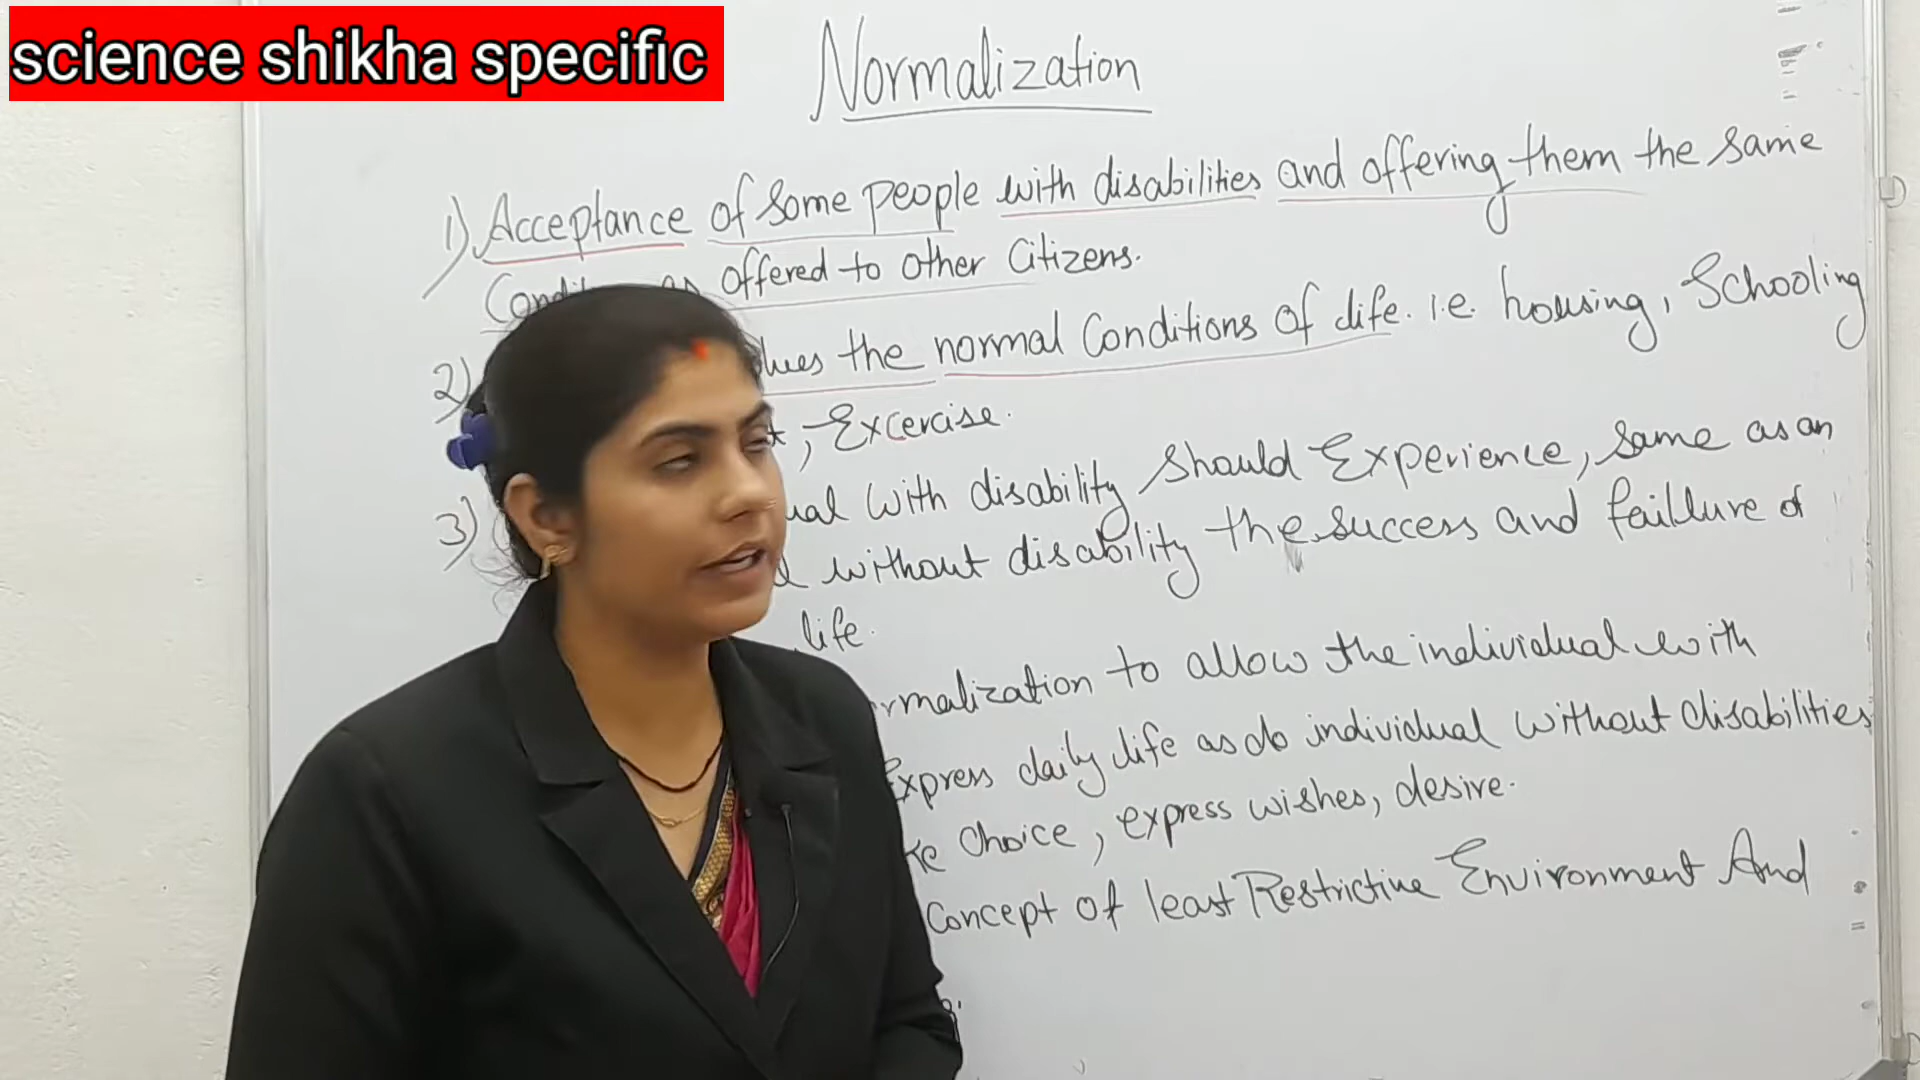 science shikha specific
Normalization
1) Acceptance of Some people with disabilities and offering them the same
offered to other Citizens.
2) the normal Conditions of life. i.e. housing, Schooling
, Excercise.
3) with disability should Experience, same as an
without disability the success and faillure of
life.
to allow the individual with
Express daily life as do individual without disabilities
Choice, express wishes, desire.
Concept of least Restrictive Environment And